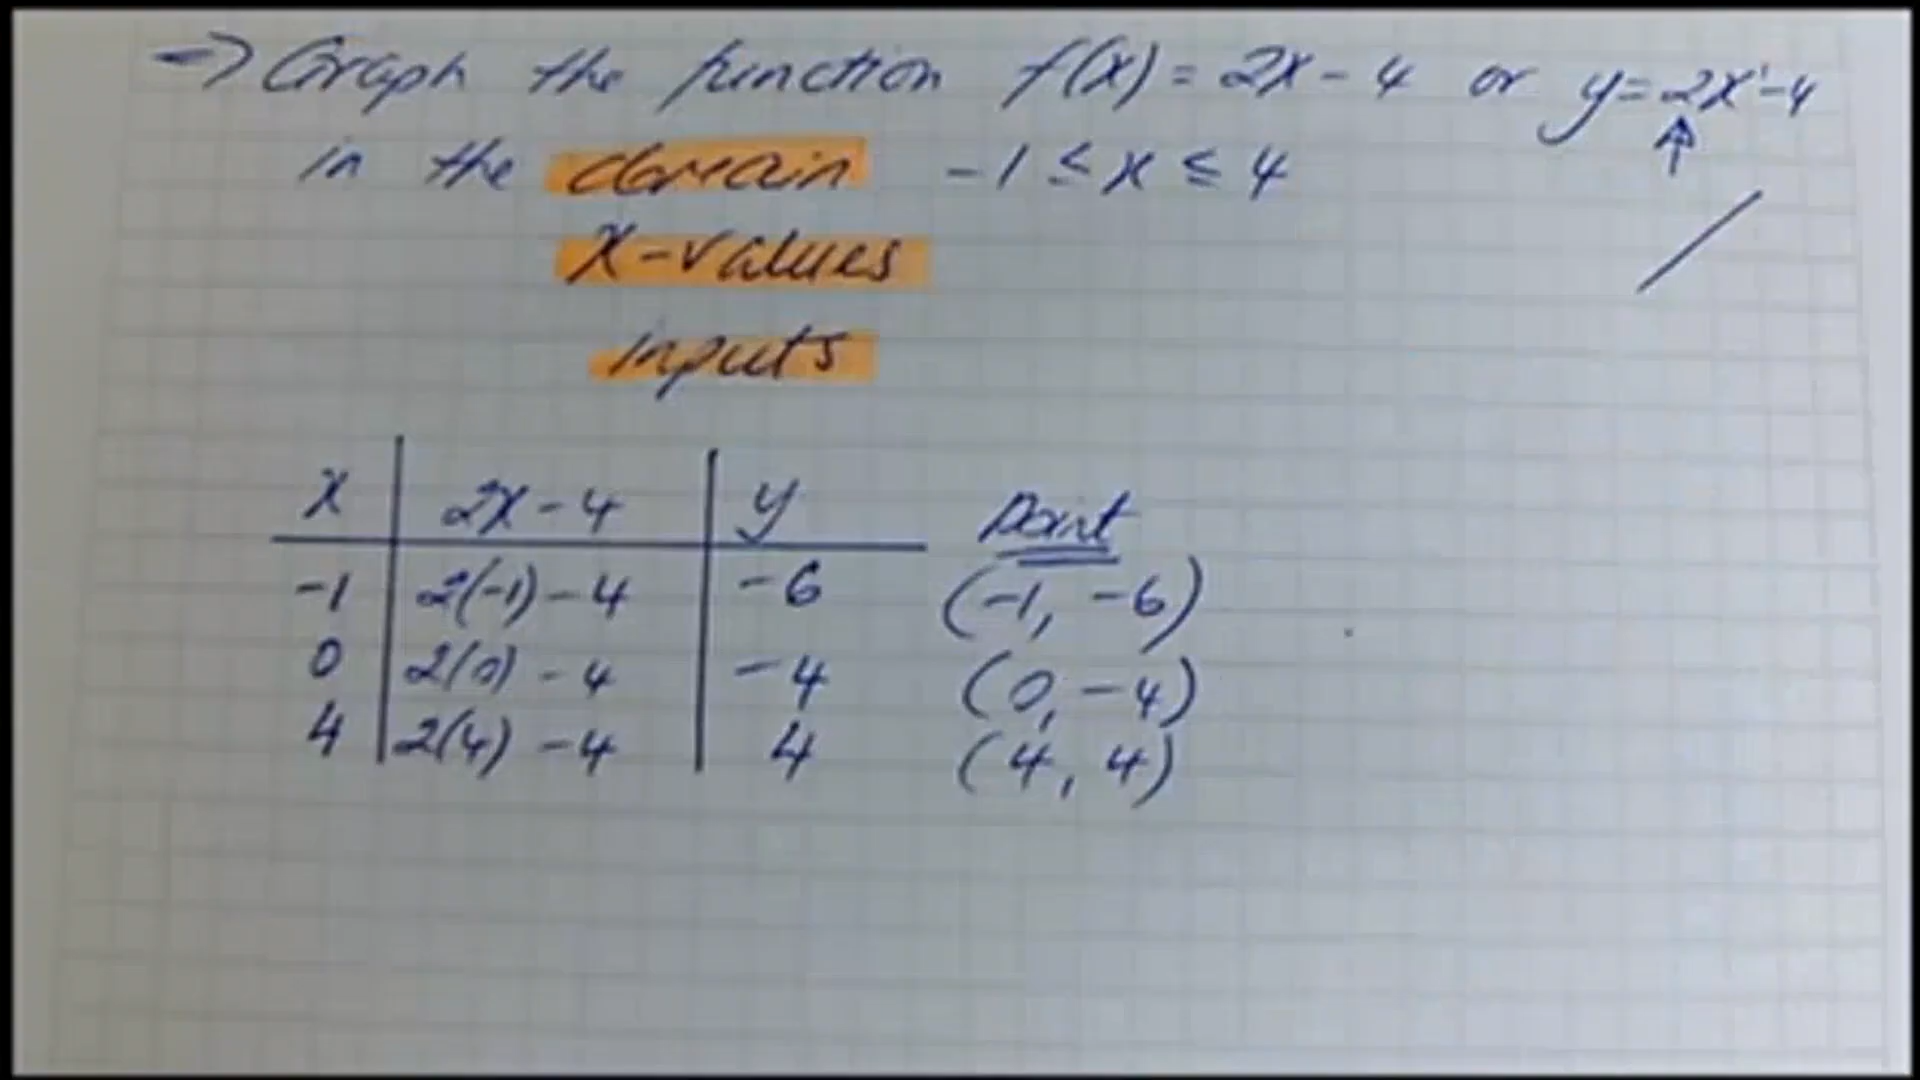 => Graph the function f(x) = 2x - 4 or y = 2x¹ - 4
in the domain -1 ≤ x ≤ 4
x-values
inputs
x | 2x - 4 | y Point
-1 | 2(-1) - 4 | -6 (-1, -6)
0 | 2(0) - 4 | -4 (0, -4)
4 | 2(4) - 4 | 4 (4, 4)